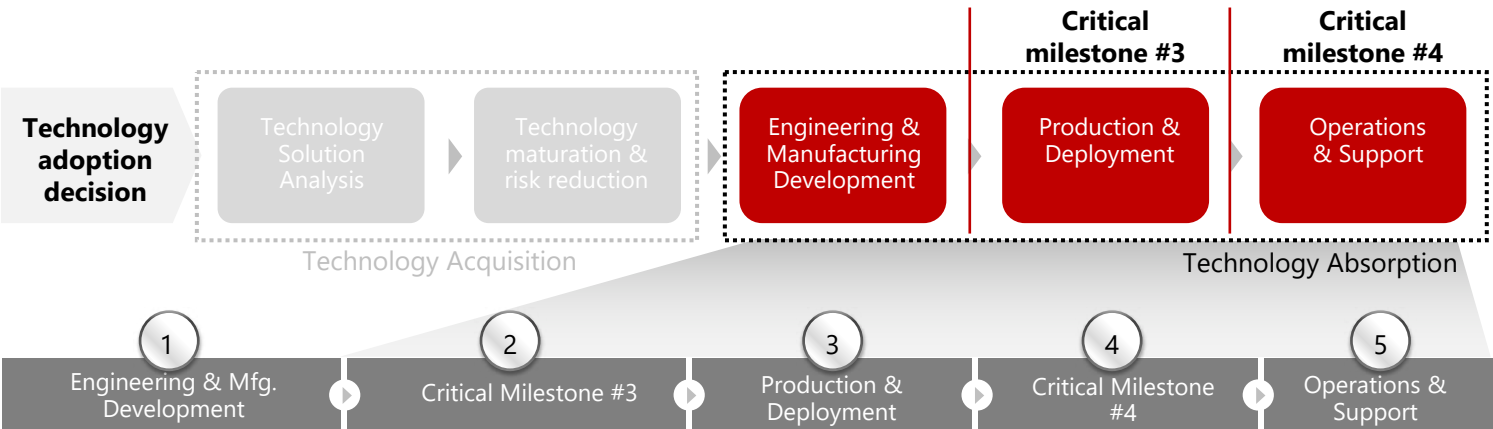 Critical
milestone #3
Critical
milestone #4
Technology
adoption
decision
Technology
Solution
Analysis
Technology
maturation &
risk reduction
Engineering &
Manufacturing
Development
Production &
Deployment
Operations
& Support
Technology Acquisition
Technology Absorption
1
2
3
4
5
Engineering & Mfg.
Development
Critical Milestone #3
Production &
Deployment
Critical Milestone
#4
Operations &
Support